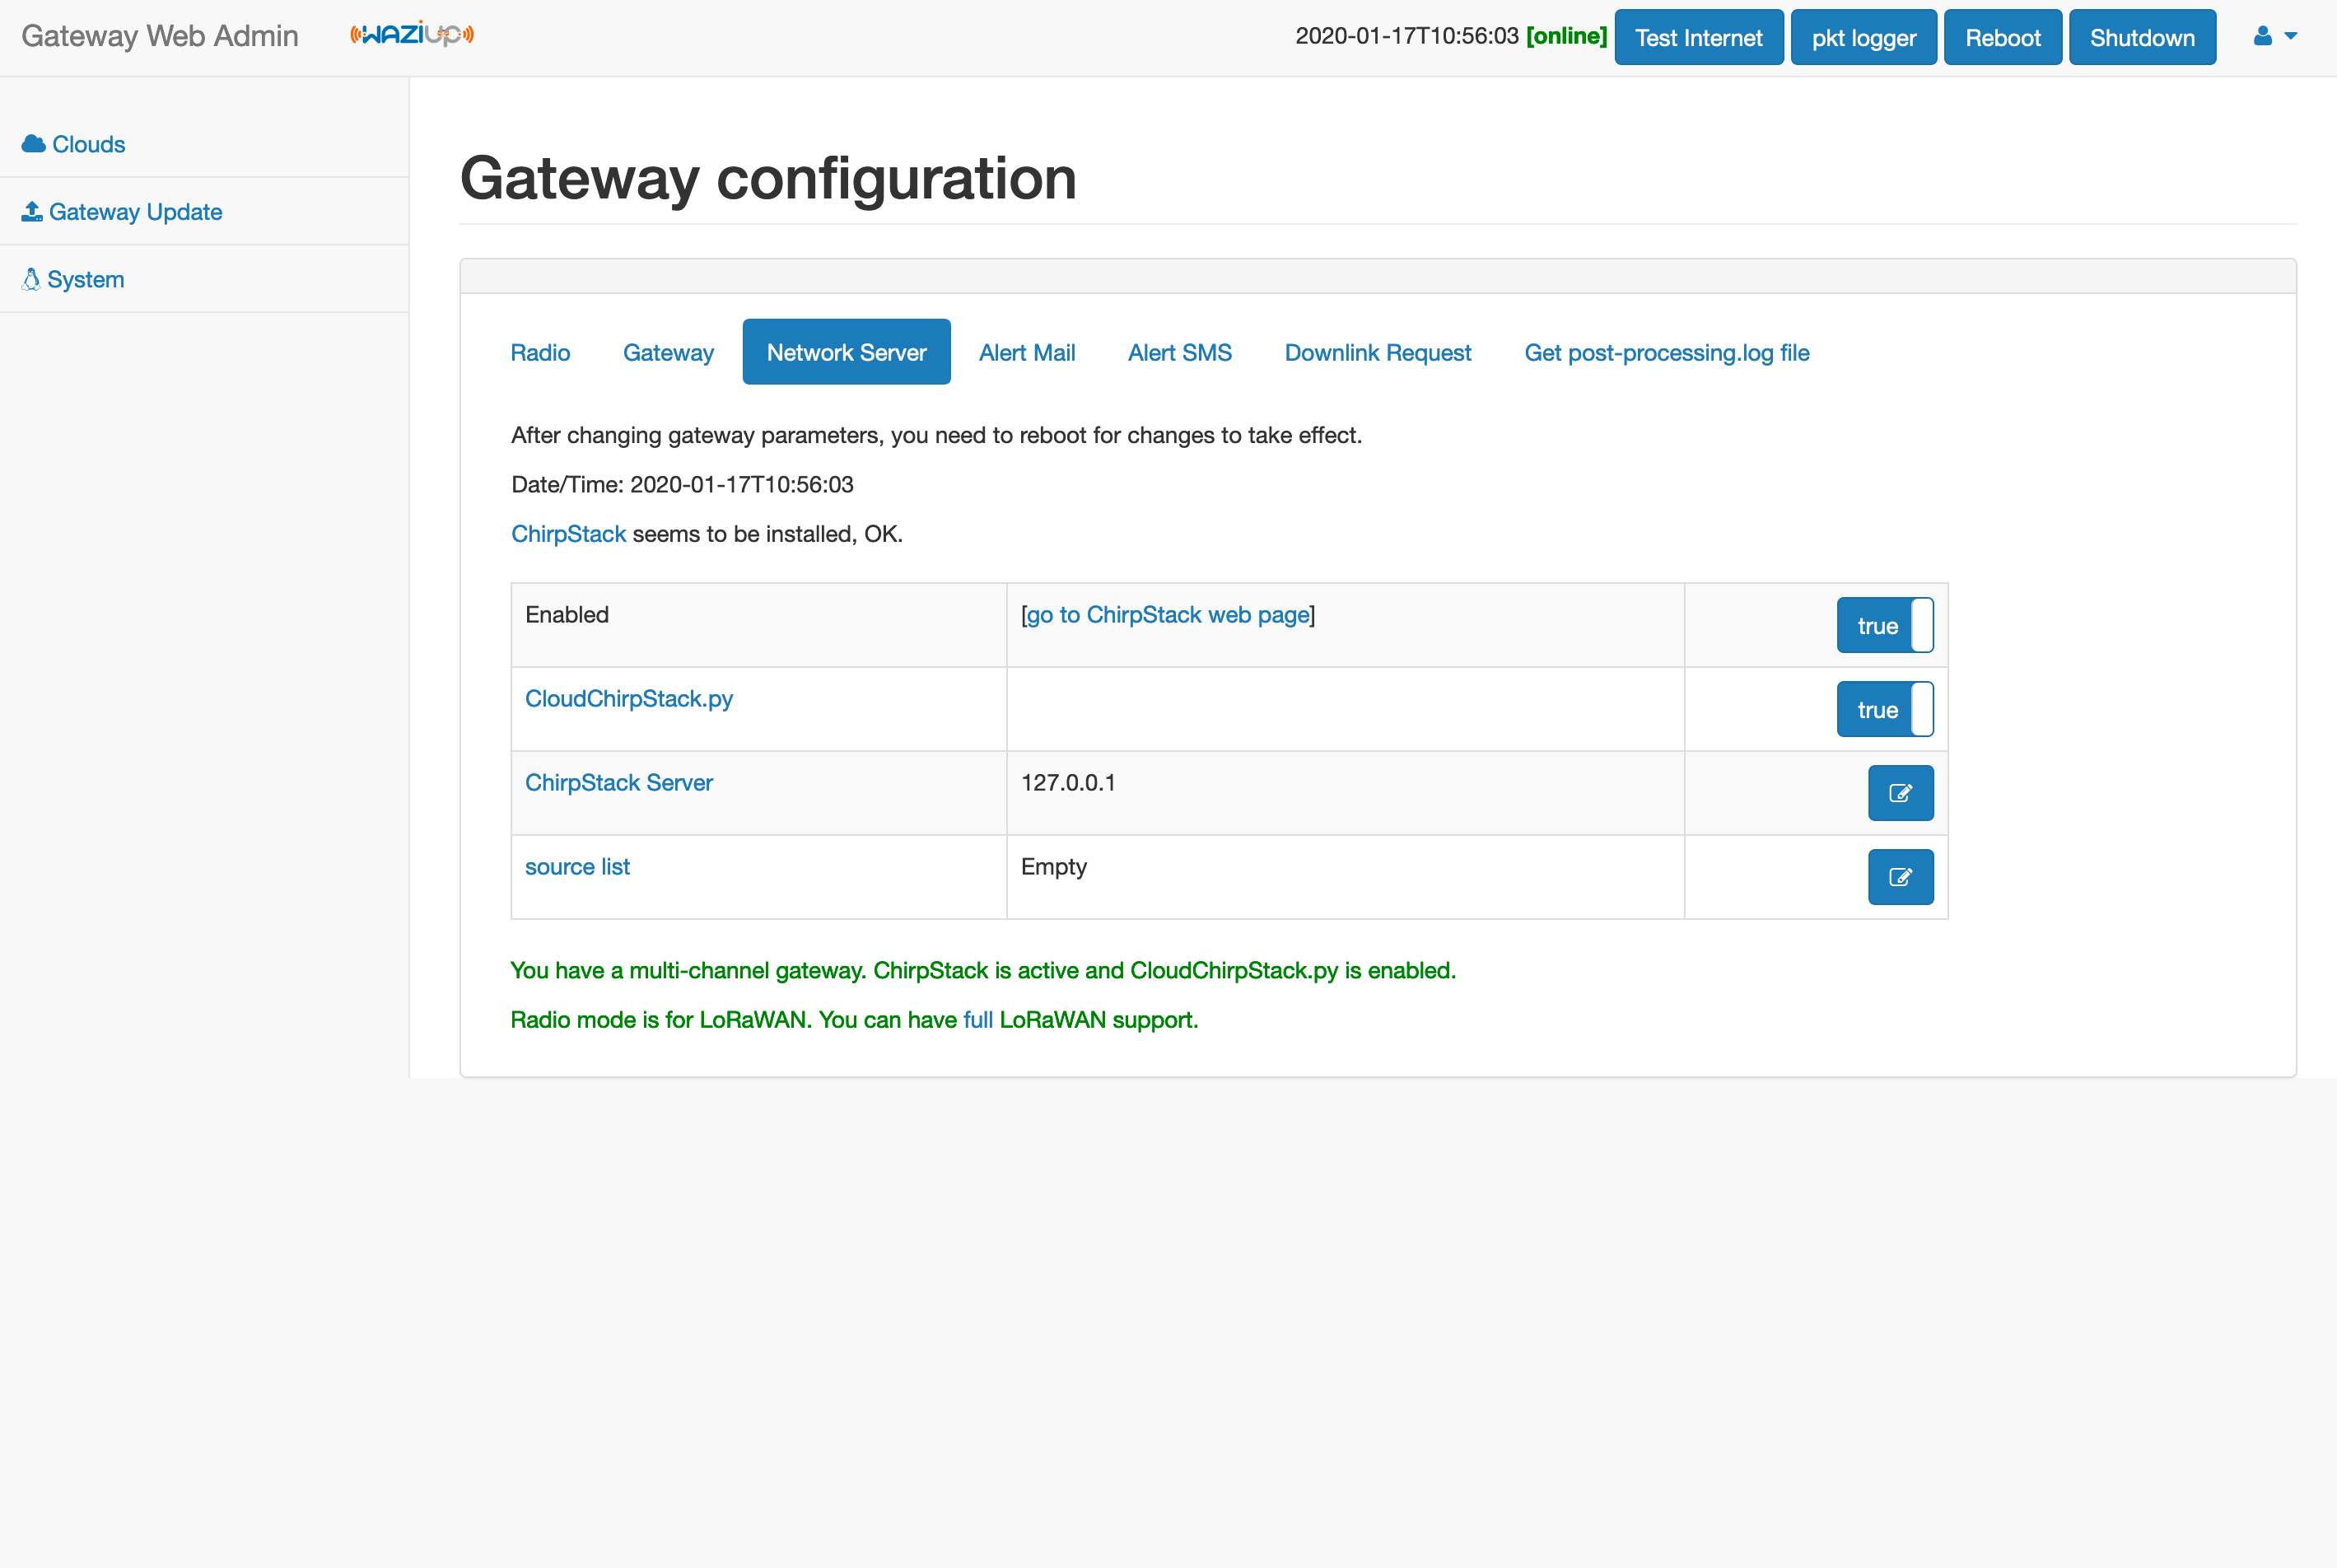 Gateway Web Admin
WAZIUP
2020-01-17T10:56:03 [online] Test Internet pkt logger Reboot Shutdown
Clouds
Gateway Update
System
Gateway configuration
Radio Gateway Network Server Alert Mail Alert SMS Downlink Request Get post-processing.log file
After changing gateway parameters, you need to reboot for changes to take effect.
Date/Time: 2020-01-17T10:56:03
ChirpStack seems to be installed, OK.
Enabled [go to ChirpStack web page] true
CloudChirpStack.py true
ChirpStack Server 127.0.0.1
source list Empty
You have a multi-channel gateway. ChirpStack is active and CloudChirpStack.py is enabled.
Radio mode is for LoRaWAN. You can have full LoRaWAN support.